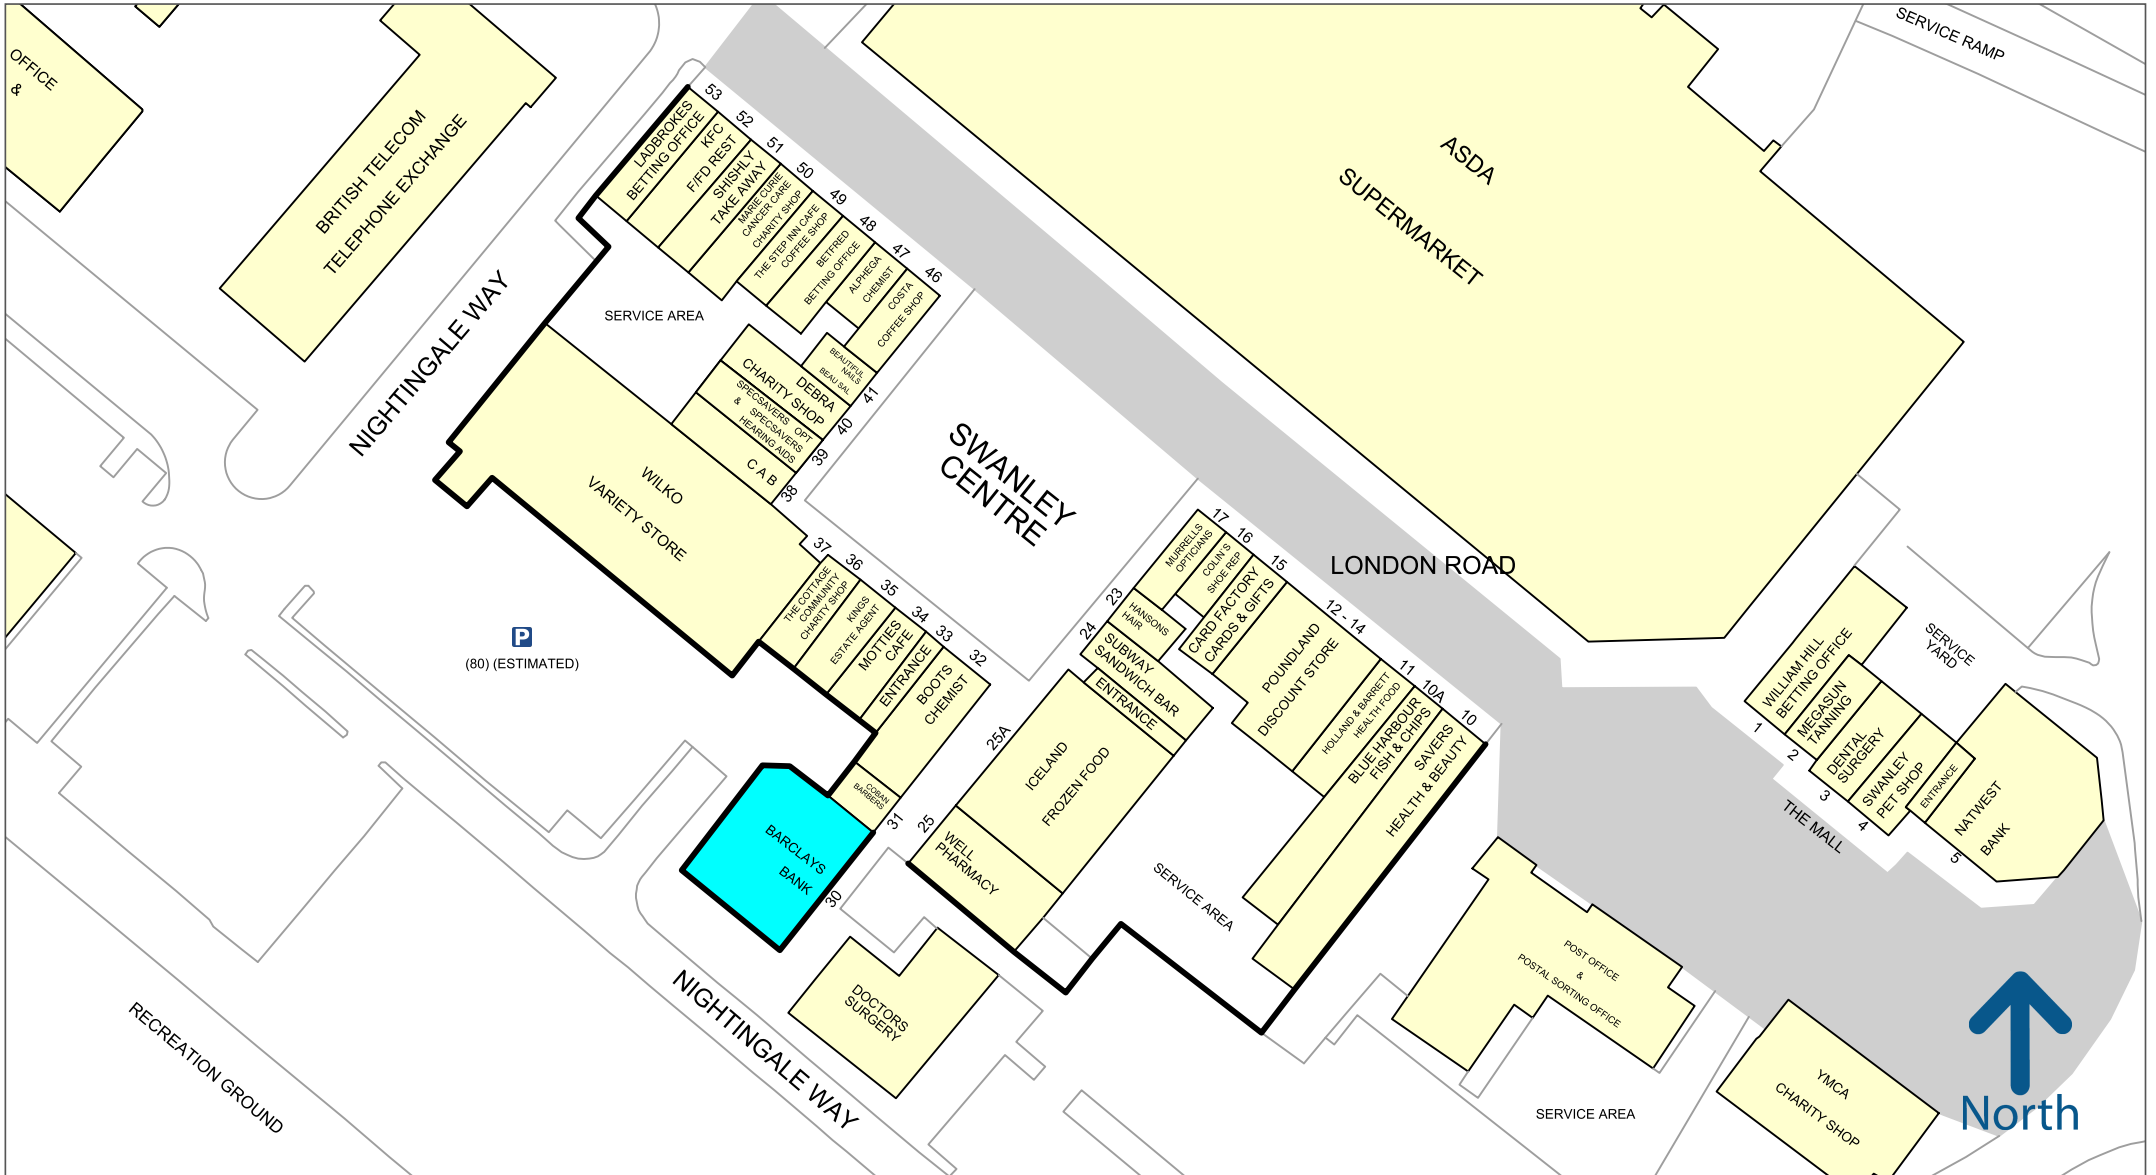 OFFICE
&
BRITISH TELECOM
TELEPHONE EXCHANGE
NIGHTINGALE WAY
SERVICE RAMP
ASDA
SUPERMARKET
53
LADBROKES
BETTING OFFICE
52
KFC
F/FD REST
51
SHISHLY
TAKE AWAY
50
MARIE CURIE
CANCER CARE
CHARITY SHOP
49
THE STEP INN CAFE
COFFEE SHOP
48
BETFRED
BETTING OFFICE
47
ALPHEGA
CHEMIST
46
COSTA
COFFEE SHOP
SERVICE AREA
BEAUTIFUL
NAILS
BEAU SAL
41
DEBRA
CHARITY SHOP
40
SPECSAVERS OPT
& SPECSAVERS
HEARING AIDS
39
C A B
38
WILKO
VARIETY STORE
SWANLEY
CENTRE
37
THE COTTAGE
COMMUNITY
CHARITY SHOP
36
KINGS
ESTATE AGENT
35
MOTTIES
CAFE
34
ENTRANCE
33
BOOTS
CHEMIST
32
COBAN
BARBERS
31
BARCLAYS
BANK
30
P
(80) (ESTIMATED)
LONDON ROAD
17
MURRELLS
OPTICIANS
16
COLIN'S
SHOE REP
15
CARD FACTORY
CARDS & GIFTS
12 - 14
POUNDLAND
DISCOUNT STORE
11
HOLLAND & BARRETT
HEALTH FOOD
10A
BLUE HARBOUR
FISH & CHIPS
10
SAVERS
HEALTH & BEAUTY
23
HANSONS
HAIR
24
SUBWAY
SANDWICH BAR
ENTRANCE
25A
ICELAND
FROZEN FOOD
25
WELL
PHARMACY
SERVICE AREA
DOCTORS
SURGERY
NIGHTINGALE WAY
RECREATION GROUND
WILLIAM HILL
BETTING OFFICE
1
MEGASUN
TANNING
2
DENTAL
SURGERY
3
SWANLEY
PET SHOP
4
ENTRANCE
NATWEST
BANK
5
SERVICE
YARD
THE MALL
POST OFFICE
&
POSTAL SORTING OFFICE
SERVICE AREA
YMCA
CHARITY SHOP
North